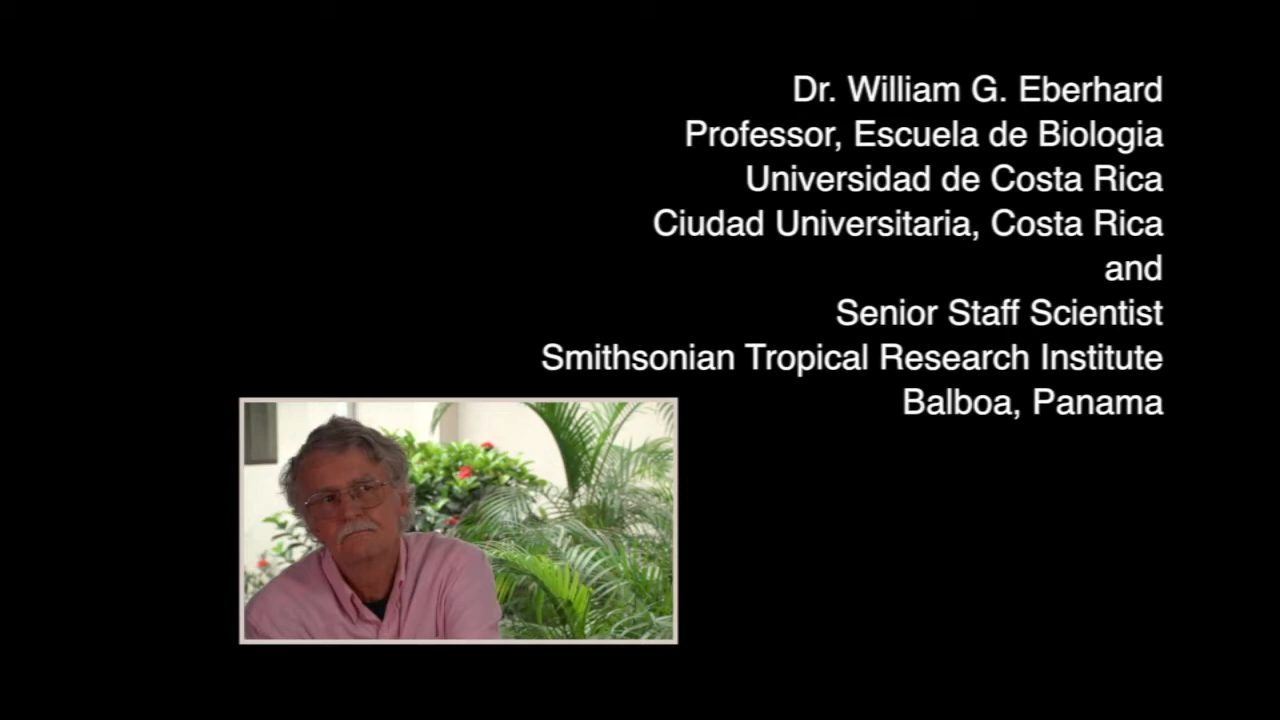 Dr. William G. Eberhard
Professor, Escuela de Biologia
Universidad de Costa Rica
Ciudad Universitaria, Costa Rica
and
Senior Staff Scientist
Smithsonian Tropical Research Institute
Balboa, Panama